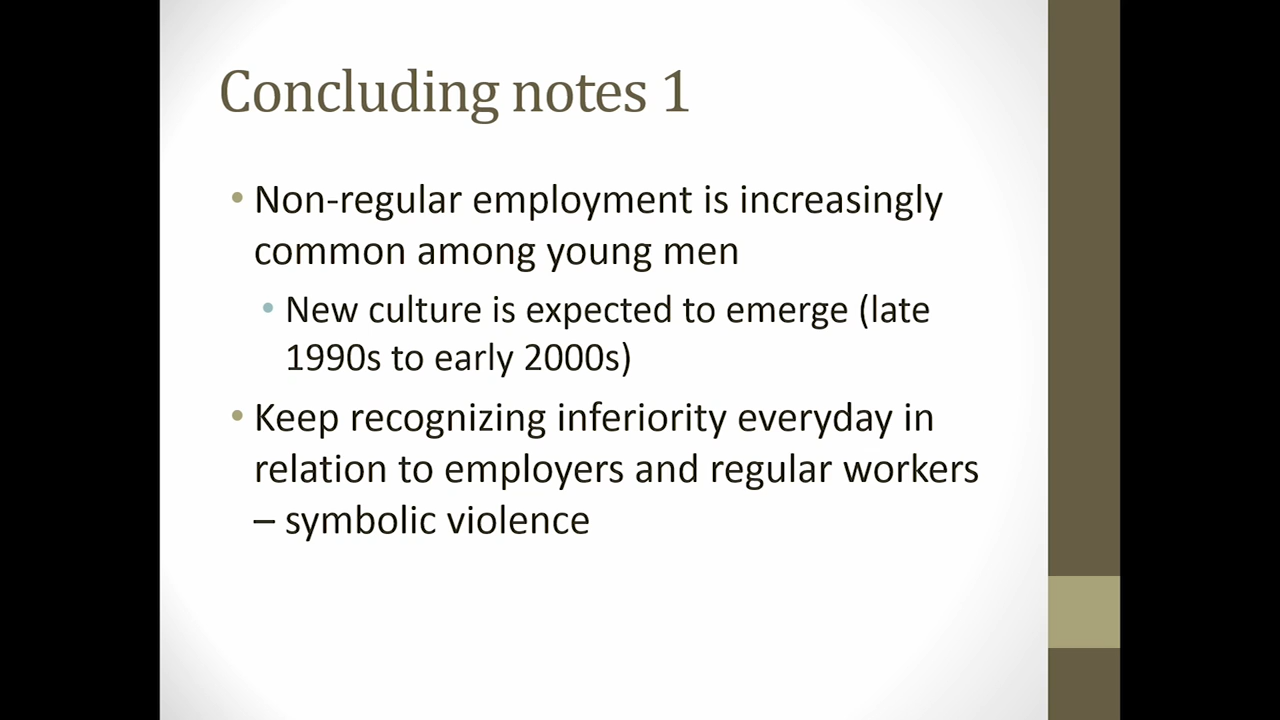 Concluding notes 1
• Non-regular employment is increasingly
common among young men
• New culture is expected to emerge (late
1990s to early 2000s)
• Keep recognizing inferiority everyday in
relation to employers and regular workers
– symbolic violence